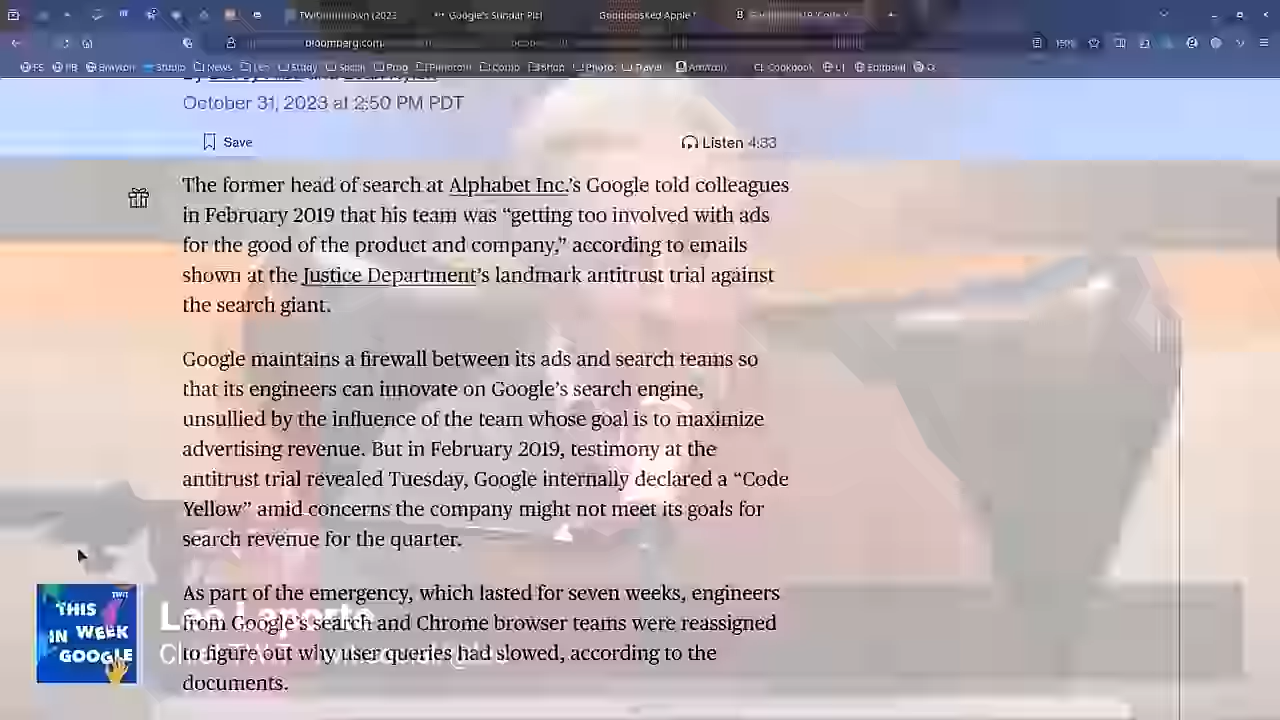 bloomberg.com
150%
Study
News
Travel
Cookbook
October 31, 2023 at 2:50 PM PDT
Save
Listen 4:33
The former head of search at Alphabet Inc.’s Google told colleagues
in February 2019 that his team was “getting too involved with ads
for the good of the product and company,” according to emails
shown at the Justice Department’s landmark antitrust trial against
the search giant.
Google maintains a firewall between its ads and search teams so
that its engineers can innovate on Google’s search engine,
unsullied by the influence of the team whose goal is to maximize
advertising revenue. But in February 2019, testimony at the
antitrust trial revealed Tuesday, Google internally declared a “Code
Yellow” amid concerns the company might not meet its goals for
search revenue for the quarter.
As part of the emergency, which lasted for seven weeks, engineers
from Google’s search and Chrome browser teams were reassigned
to figure out why user queries had slowed, according to the
documents.
TWiT
THIS
IN WEEK
GOOGLE
Leo Laporte